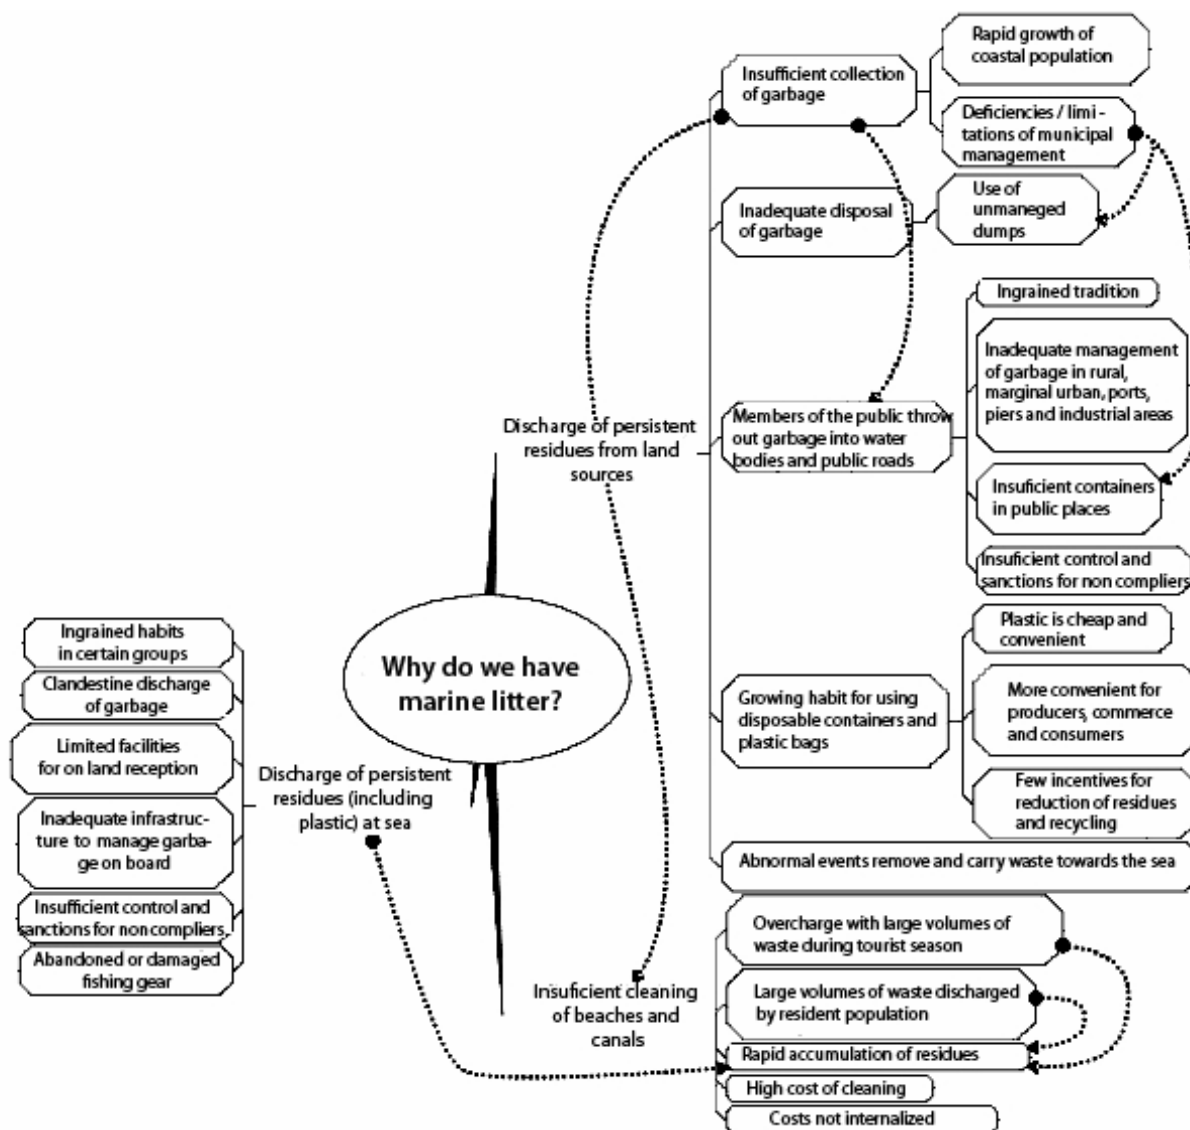 Rapid growth of
coastal population
Insufficient collection
of garbage
Deficiencies / limi -
tations of municipal
management
Inadequate disposal
of garbage
Use of
unmaneged
dumps
Ingrained tradition
Inadequate management
of garbage in rural,
marginal urban, ports,
piers and industrial areas
Members of the public throw
out garbage into water
bodies and public roads
Discharge of persistent
residues from land
sources
Insuficient containers
in public places
Insuficient control and
sanctions for non compliers
Plastic is cheap and
convenient
Growing habit for using
disposable containers and
plastic bags
More convenient for
producers, commerce
and consumers
Few incentives for
reduction of residues
and recycling
Abnormal events remove and carry waste towards the sea
Why do we have
marine litter?
Ingrained habits
in certain groups
Clandestine discharge
of garbage
Limited facilities
for on land reception
Discharge of persistent
residues (including
plastic) at sea
Inadequate infrastruc-
ture to manage garba-
ge on board
Insufficient control and
sanctions for non compliers,
Abandoned or damaged
fishing gear
Overcharge with large volumes of
waste during tourist season
Insuficient cleaning
of beaches and
canals
Large volumes of waste discharged
by resident population
Rapid accumulation of residues
High cost of cleaning
Costs not internalized